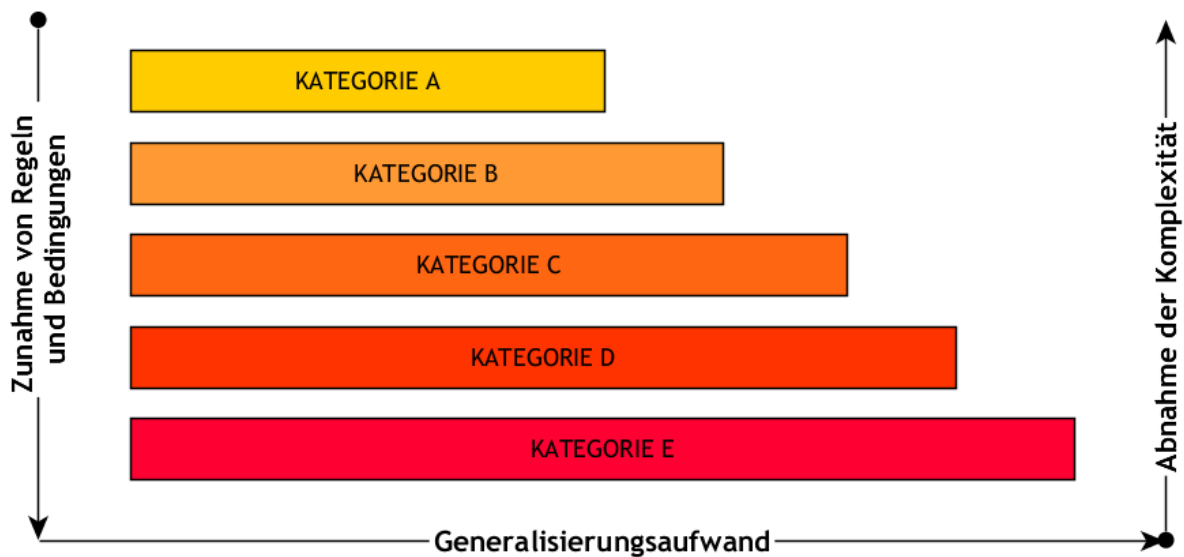 KATEGORIE A
KATEGORIE B
KATEGORIE C
KATEGORIE D
KATEGORIE E
Zunahme von Regeln
und Bedingungen
Abnahme der Komplexität
Generalisierungsaufwand